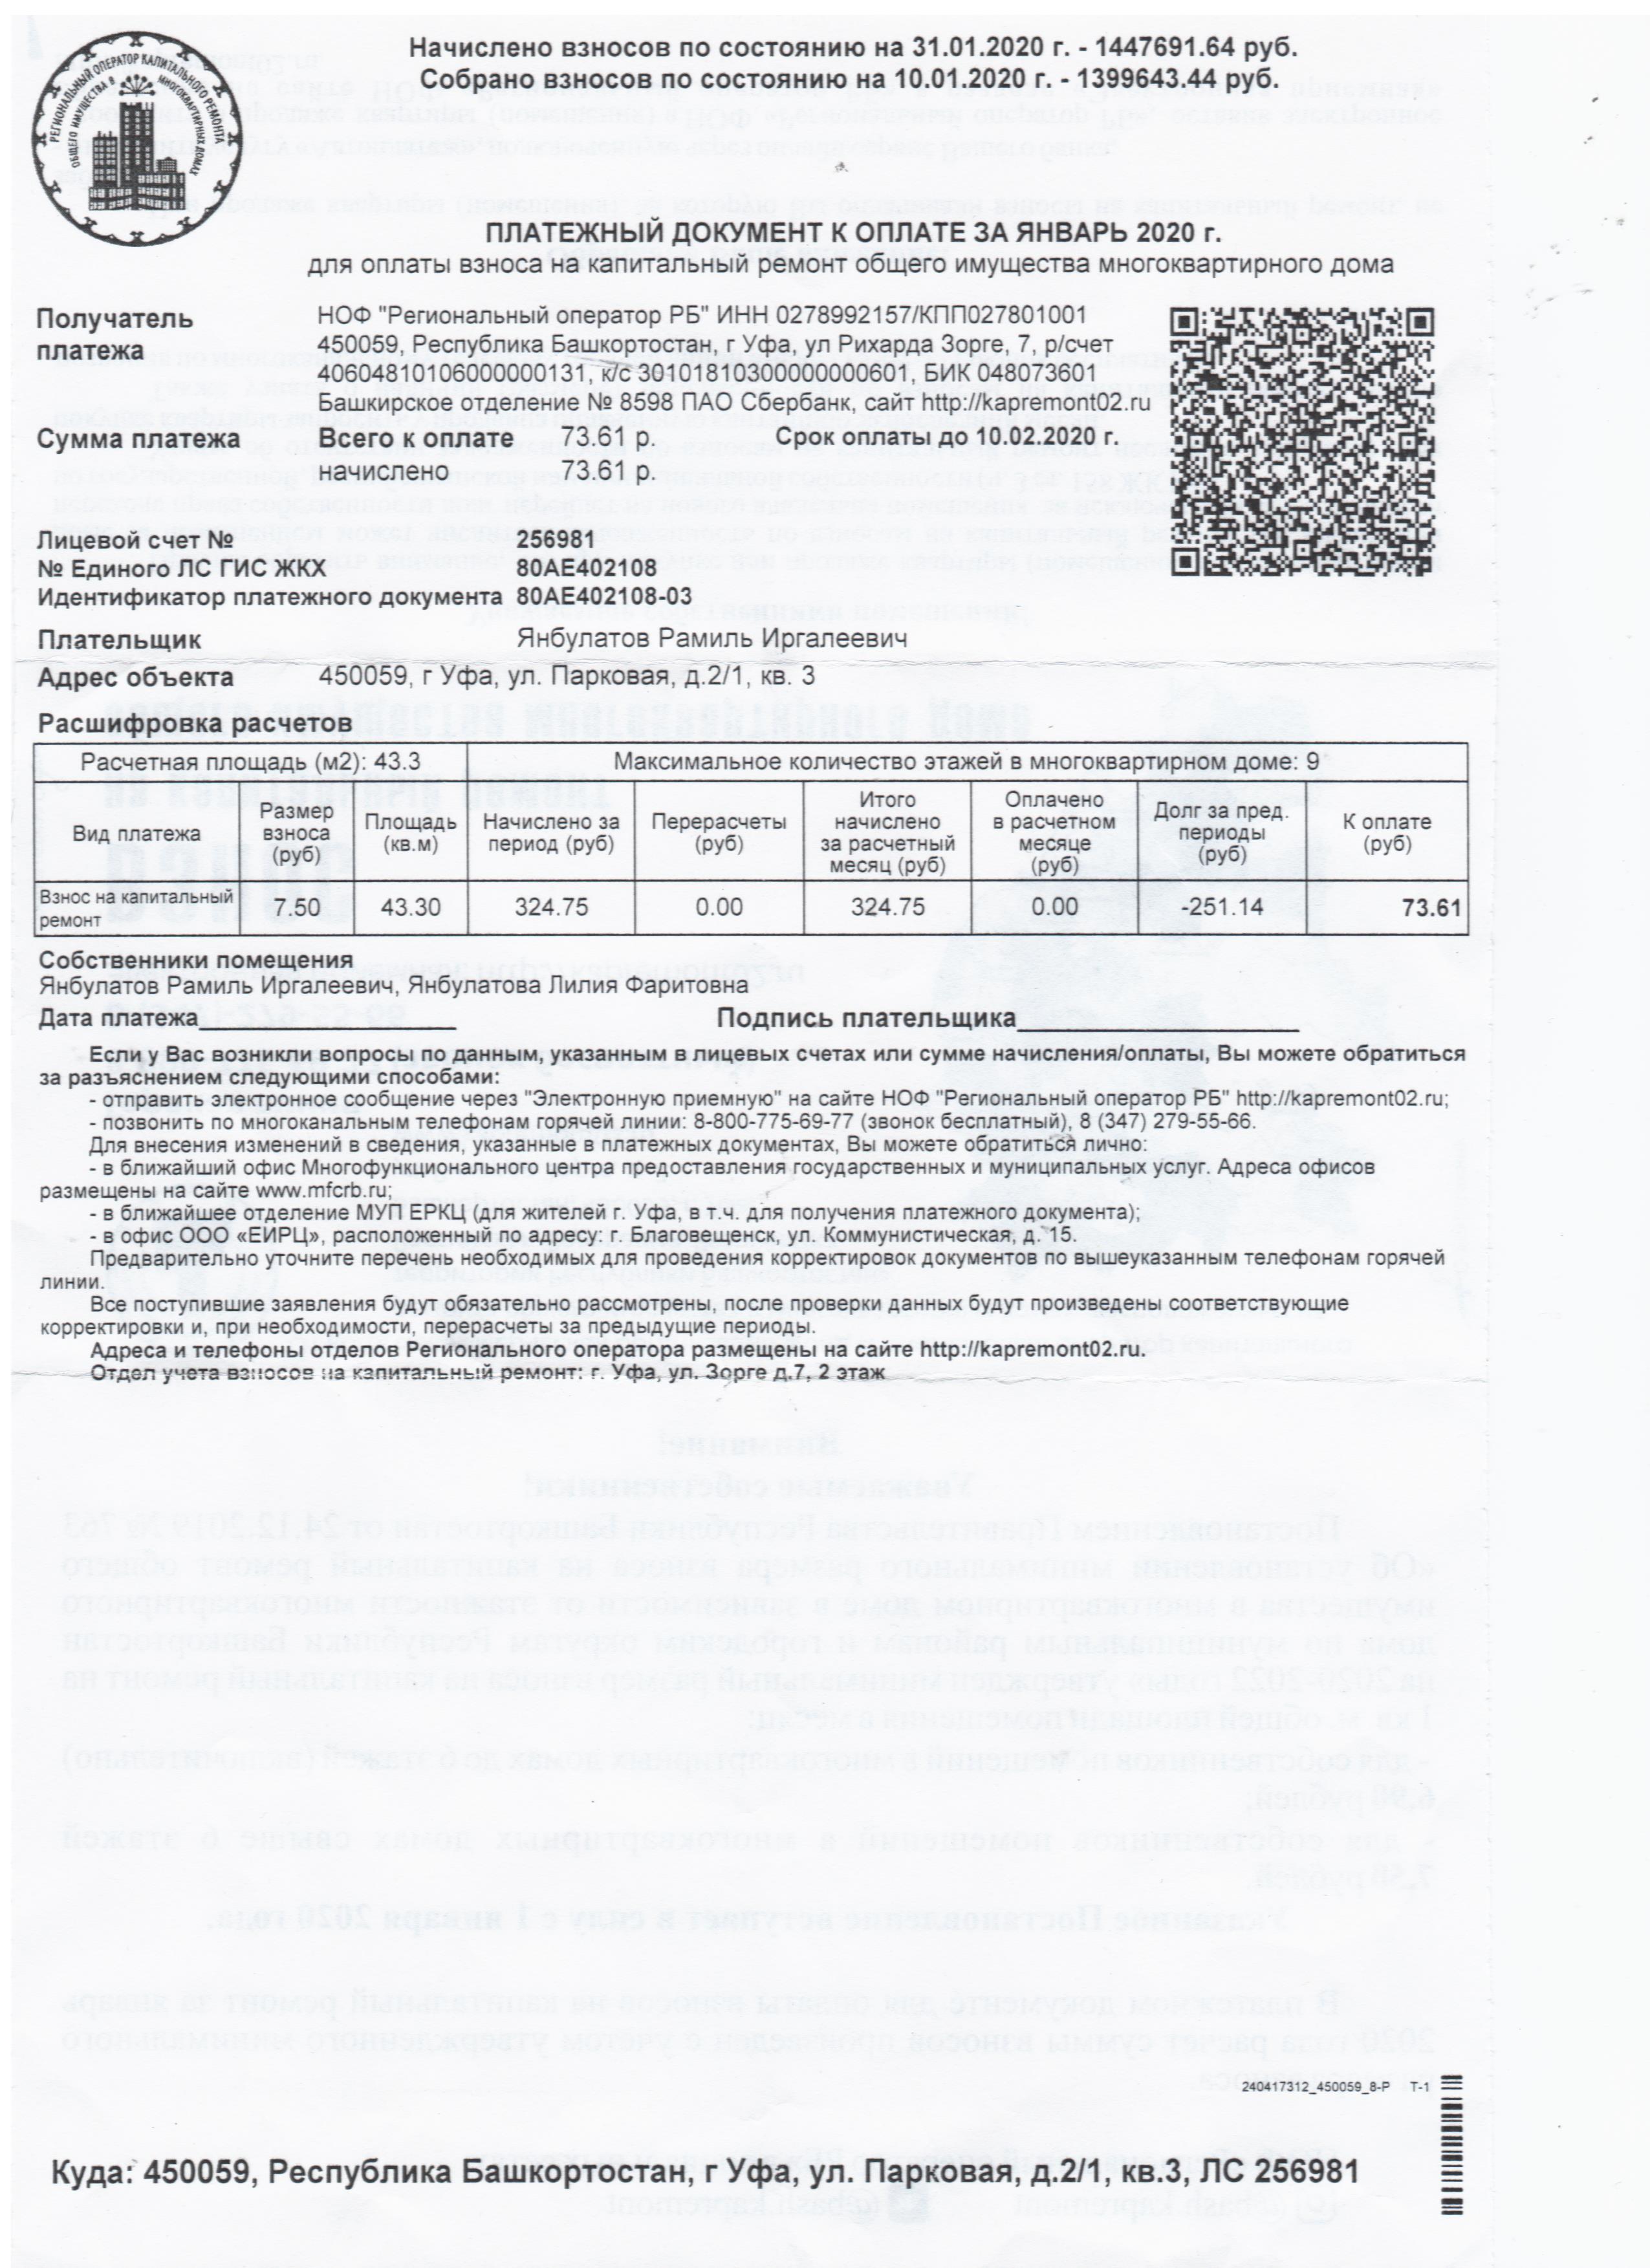 Начислено взносов по состоянию на 31.01.2020 г. - 1447691.64 руб.
Собрано взносов по состоянию на 10.01.2020 г. - 1399643.44 руб.
РЕГИОНАЛЬНЫЙ ОПЕРАТОР КАПИТАЛЬНОГО РЕМОНТА
ОБЩЕГО ИМУЩЕСТВА В МНОГОКВАРТИРНЫХ ДОМАХ
ПЛАТЕЖНЫЙ ДОКУМЕНТ К ОПЛАТЕ ЗА ЯНВАРЬ 2020 г.
для оплаты взноса на капитальный ремонт общего имущества многоквартирного дома
Получатель платежа
НОФ "Региональный оператор РБ" ИНН 0278992157/КПП027801001
450059, Республика Башкортостан, г Уфа, ул Рихарда Зорге, 7, р/счет
40604810106000000131, к/с 30101810300000000601, БИК 048073601
Башкирское отделение № 8598 ПАО Сбербанк, сайт http://kapremont02.ru
Сумма платежа Всего к оплате 73.61 р. Срок оплаты до 10.02.2020 г.
начислено 73.61 р.
Лицевой счет № 256981
№ Единого ЛС ГИС ЖКХ 80АЕ402108
Идентификатор платежного документа 80АЕ402108-03
Плательщик Янбулатов Рамиль Иргалеевич
Адрес объекта 450059, г Уфа, ул. Парковая, д.2/1, кв. 3
Расшифровка расчетов
Расчетная площадь (м2): 43.3 Максимальное количество этажей в многоквартирном доме: 9
Вид платежа Размер взноса (руб) Площадь (кв.м) Начислено за период (руб) Перерасчеты (руб) Итого начислено за расчетный месяц (руб) Оплачено в расчетном месяце (руб) Долг за пред. периоды (руб) К оплате (руб)
Взнос на капитальный ремонт 7.50 43.30 324.75 0.00 324.75 0.00 -251.14 73.61
Собственники помещения
Янбулатов Рамиль Иргалеевич, Янбулатова Лилия Фаритовна
Дата платежа Подпись плательщика
Если у Вас возникли вопросы по данным, указанным в лицевых счетах или сумме начисления/оплаты, Вы можете обратиться
за разъяснением следующими способами:
- отправить электронное сообщение через "Электронную приемную" на сайте НОФ "Региональный оператор РБ" http://kapremont02.ru;
- позвонить по многоканальным телефонам горячей линии: 8-800-775-69-77 (звонок бесплатный), 8 (347) 279-55-66.
Для внесения изменений в сведения, указанные в платежных документах, Вы можете обратиться лично:
- в ближайший офис Многофункционального центра предоставления государственных и муниципальных услуг. Адреса офисов
размещены на сайте www.mfcrb.ru;
- в ближайшее отделение МУП ЕРКЦ (для жителей г. Уфа, в т.ч. для получения платежного документа);
- в офис ООО «ЕИРЦ», расположенный по адресу: г. Благовещенск, ул. Коммунистическая, д. 15.
Предварительно уточните перечень необходимых для проведения корректировок документов по вышеуказанным телефонам горячей
линии.
Все поступившие заявления будут обязательно рассмотрены, после проверки данных будут произведены соответствующие
корректировки и, при необходимости, перерасчеты за предыдущие периоды.
Адреса и телефоны отделов Регионального оператора размещены на сайте http://kapremont02.ru.
Отдел учета взносов на капитальный ремонт: г. Уфа, ул. Зорге д.7, 2 этаж
240417312_450059_8-Р Т-1
Куда: 450059, Республика Башкортостан, г Уфа, ул. Парковая, д.2/1, кв.3, ЛС 256981